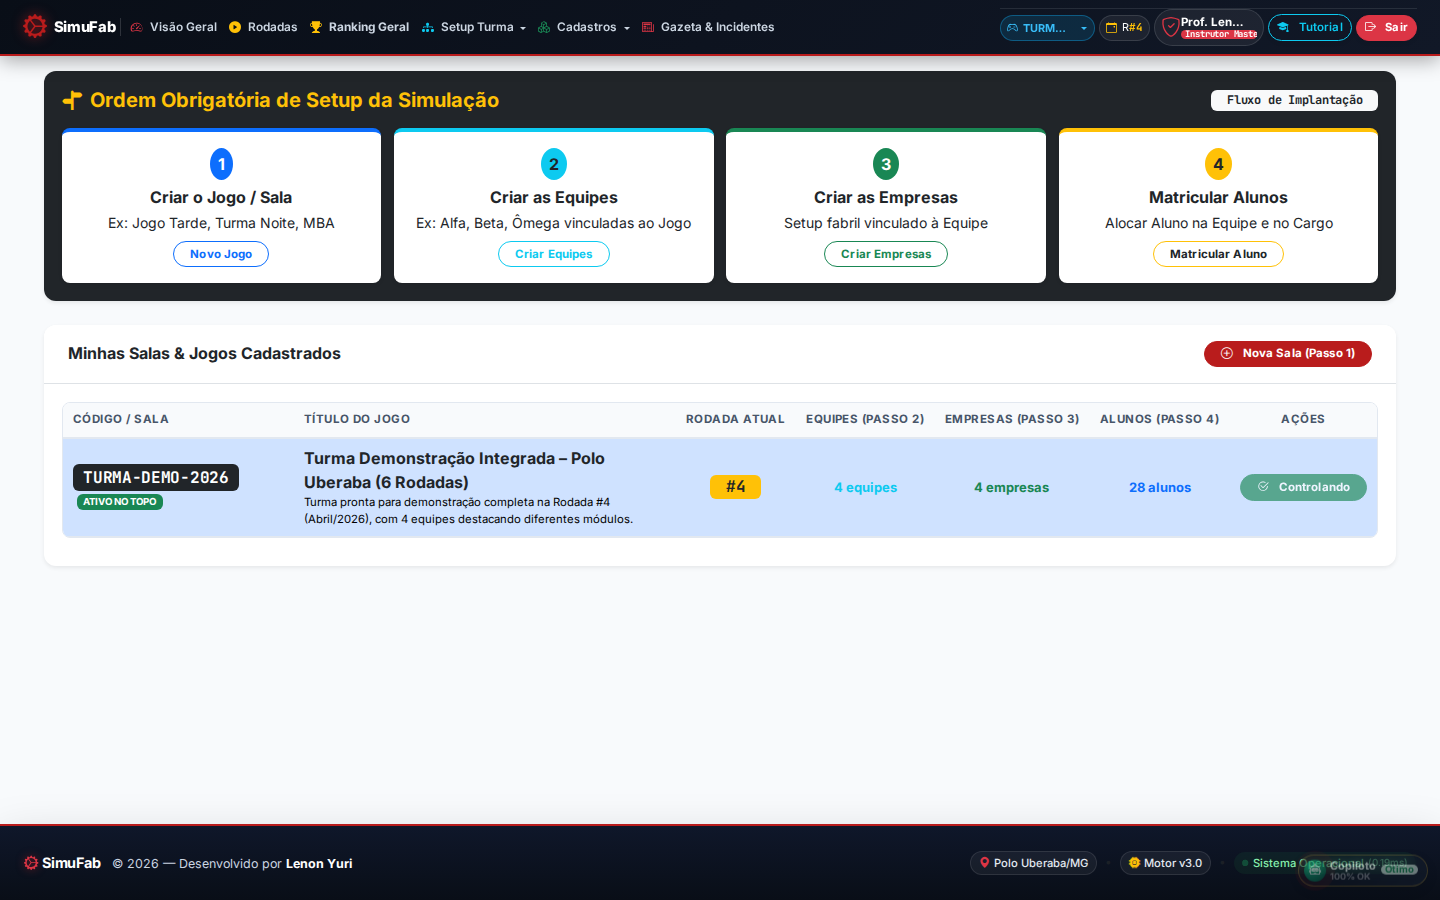 SimuFab
Visão Geral
Rodadas
Ranking Geral
Setup Turma
Cadastros
Gazeta & Incidentes
TURM...
R#4
Prof. Len...
Instrutor Maste
Tutorial
Sair
Ordem Obrigatória de Setup da Simulação
Fluxo de Implantação
1
Criar o Jogo / Sala
Ex: Jogo Tarde, Turma Noite, MBA
Novo Jogo
2
Criar as Equipes
Ex: Alfa, Beta, Ômega vinculadas ao Jogo
Criar Equipes
3
Criar as Empresas
Setup fabril vinculado à Equipe
Criar Empresas
4
Matricular Alunos
Alocar Aluno na Equipe e no Cargo
Matricular Aluno
Minhas Salas & Jogos Cadastrados
Nova Sala (Passo 1)
CÓDIGO / SALA
TÍTULO DO JOGO
RODADA ATUAL
EQUIPES (PASSO 2)
EMPRESAS (PASSO 3)
ALUNOS (PASSO 4)
AÇÕES
TURMA-DEMO-2026
ATIVO NO TOPO
Turma Demonstração Integrada – Polo
Uberaba (6 Rodadas)
Turma pronta para demonstração completa na Rodada #4
(Abril/2026), com 4 equipes destacando diferentes módulos.
#4
4 equipes
4 empresas
28 alunos
Controlando
SimuFab
© 2026 — Desenvolvido por Lenon Yuri
Polo Uberaba/MG
Motor v3.0
Sistema Operacional (0.19ms)
Copiloto
100% OK
Ótimo